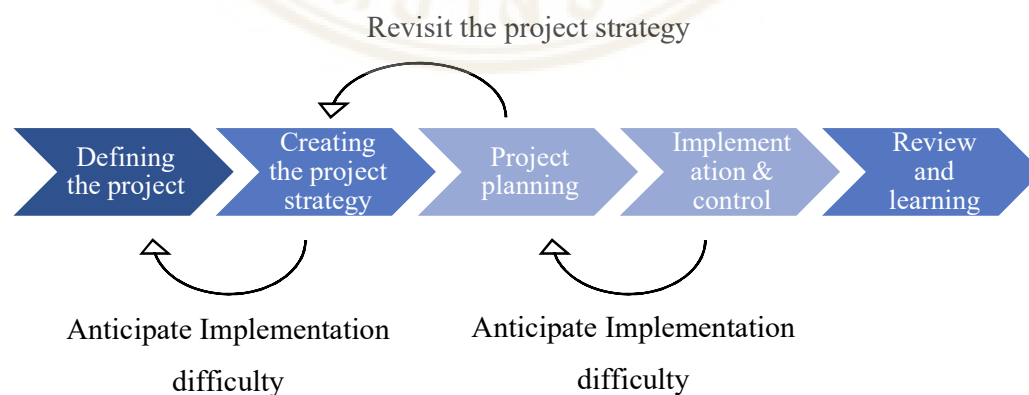 Revisit the project strategy
Defining
the project
Creating
the project
strategy
Project
planning
Implement
ation &
control
Review
and
learning
Anticipate Implementation
difficulty
Anticipate Implementation
difficulty